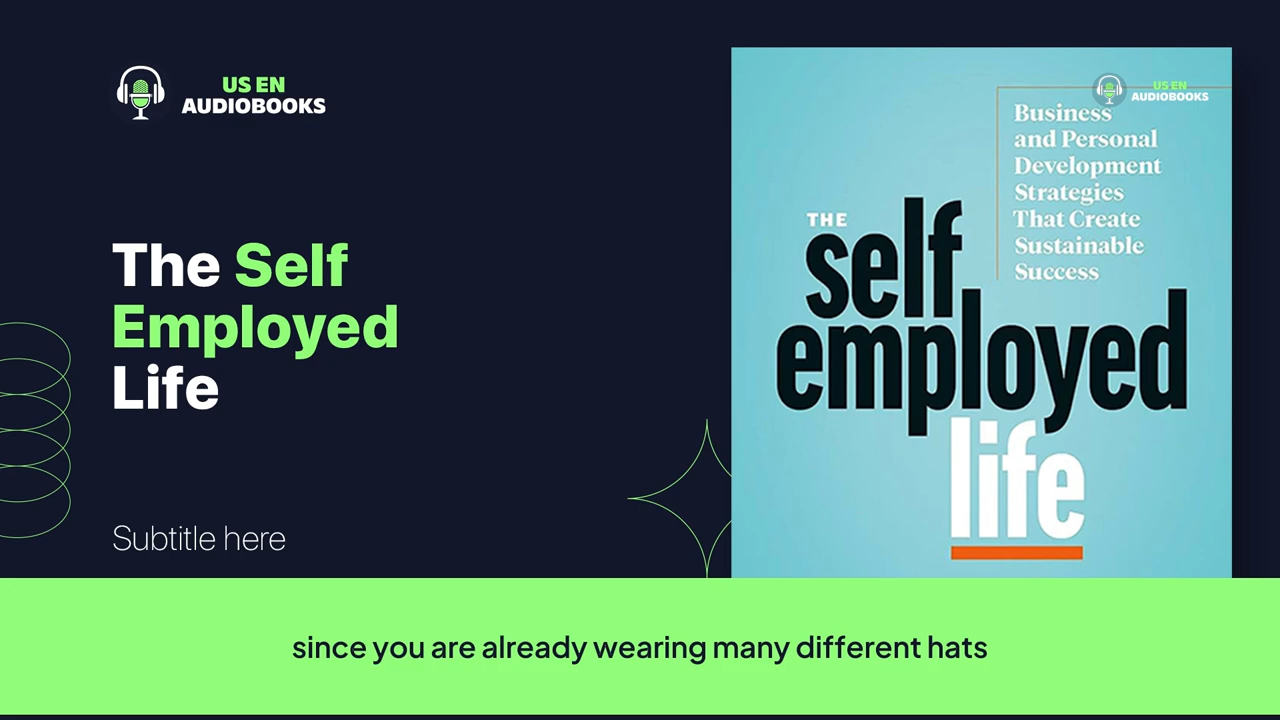 US EN
AUDIOBOOKS
The Self
Employed
Life
Subtitle here
US EN
AUDIOBOOKS
Business
and Personal
Development
Strategies
That Create
Sustainable
Success
THE
self
employed
life
since you are already wearing many different hats